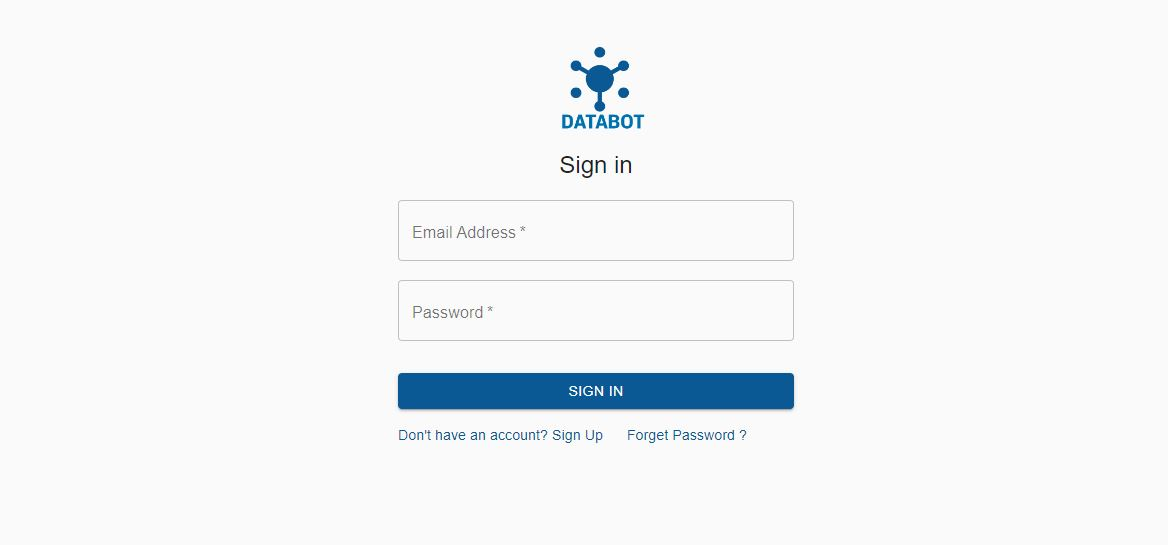 DATABOT
Sign in
Email Address *
Password *
SIGN IN
Don't have an account? Sign Up Forget Password ?